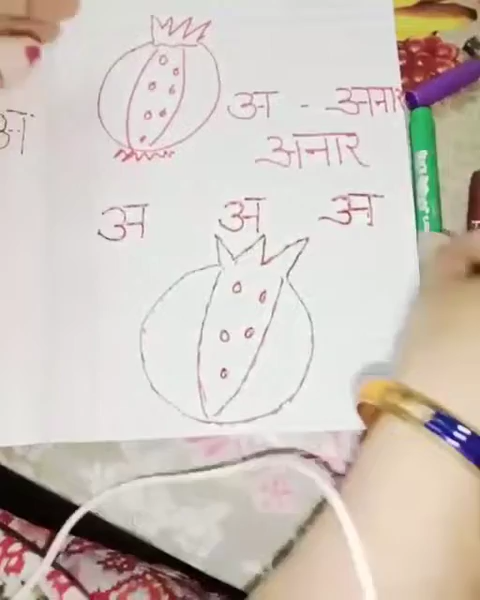 अ - अनार
अनार
अ अ अ
अ